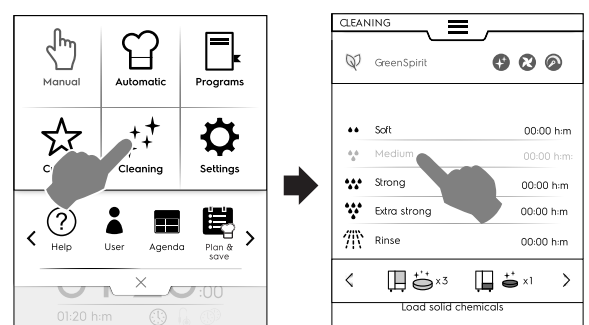 Manual Automatic Programs
Cleaning Settings
? Help User Agenda Plan &
save
:00
01:20 h:m
CLEANING
GreenSpirit
Soft 00:00 h:m
Medium 00:00 h:m
Strong 00:00 h:m
Extra strong 00:00 h:m
Rinse 00:00 h:m
x3 x1
Load solid chemicals